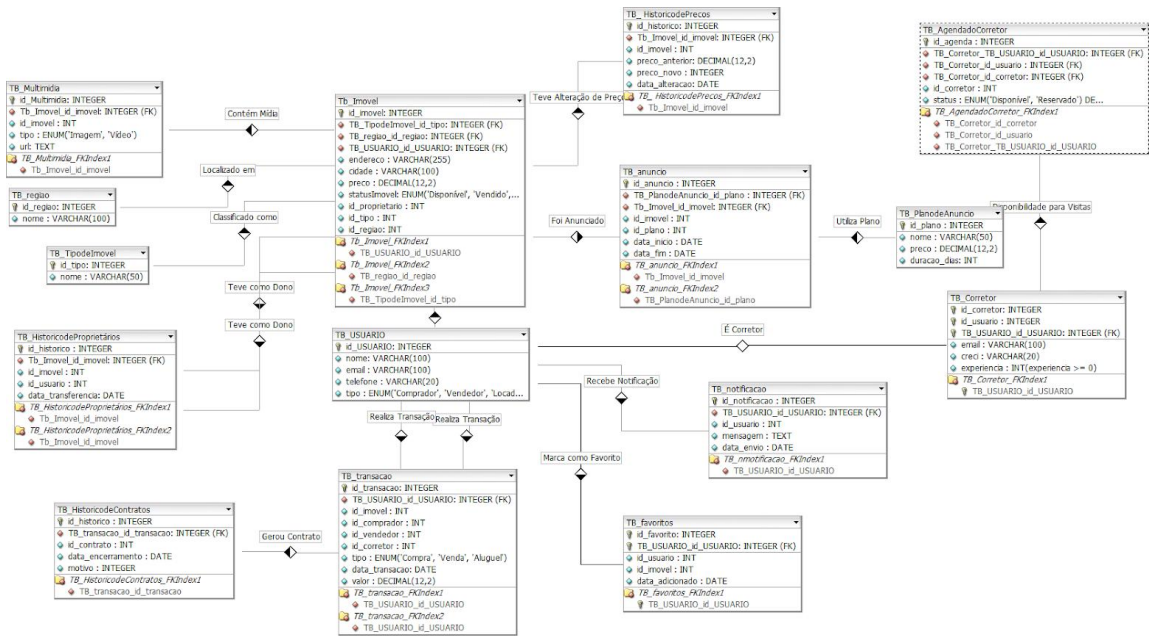 TB_ HistoricodePrecos
id_historico: INTEGER
Tb_Imovel_id_imovel: INTEGER (FK)
id_imovel : INT
preco_anterior: DECIMAL(12,2)
preco_novo : INTEGER
data_alteracao : DATE
TB_ HistoricodePrecos_FKIndex1
Tb_Imovel_id_imovel
TB_AgendadoCorretor
id_agenda : INTEGER
TB_Corretor_TB_USUARIO_id_USUARIO: INTEGER (FK)
TB_Corretor_id_usuario : INTEGER (FK)
TB_Corretor_id_corretor: INTEGER (FK)
id_corretor : INT
status : ENUM('Disponível', 'Reservado') DE...
TB_AgendadoCorretor_FKIndex1
TB_Corretor_id_corretor
TB_Corretor_id_usuario
TB_Corretor_TB_USUARIO_id_USUARIO
TB_Multimidia
id_Multimidia: INTEGER
Tb_Imovel_id_imovel: INTEGER (FK)
id_imovel : INT
tipo : ENUM('Imagem', 'Vídeo')
url: TEXT
TB_Multimidia_FKIndex1
Tb_Imovel_id_imovel
Contém Mídia
Tb_Imovel
id_imovel: INTEGER
TB_TipodeImovel_id_tipo: INTEGER (FK)
TB_regiao_id_regiao: INTEGER (FK)
TB_USUARIO_id_USUARIO: INTEGER (FK)
endereco : VARCHAR(255)
cidade : VARCHAR(100)
preco : DECIMAL(12,2)
statusImovel: ENUM('Disponível', 'Vendido',...
id_proprietario : INT
id_tipo : INT
id_regiao: INT
Tb_Imovel_FKIndex1
TB_USUARIO_id_USUARIO
Tb_Imovel_FKIndex2
TB_regiao_id_regiao
Tb_Imovel_FKIndex3
TB_TipodeImovel_id_tipo
Teve Alteração de Preço
Localizado em
TB_regiao
id_regiao: INTEGER
nome : VARCHAR(100)
Classificado como
TB_TipodeImovel
id_tipo: INTEGER
nome : VARCHAR(50)
TB_anuncio
id_anuncio : INTEGER
TB_PlanodeAnuncio_id_plano : INTEGER (FK)
Tb_Imovel_id_imovel: INTEGER (FK)
id_imovel : INT
id_plano : INT
data_inicio : DATE
data_fim : DATE
TB_anuncio_FKIndex1
Tb_Imovel_id_imovel
TB_anuncio_FKIndex2
TB_PlanodeAnuncio_id_plano
Foi Anunciado
Utiliza Plano
TB_PlanodeAnuncio
id_plano : INTEGER
nome : VARCHAR(50)
preco : DECIMAL(12,2)
duracao_dias: INT
para Visitas
Teve como Dono
Teve como Dono
TB_Corretor
id_corretor: INTEGER
id_usuario : INTEGER
TB_USUARIO_id_USUARIO: INTEGER (FK)
email : VARCHAR(100)
creci : VARCHAR(20)
experiencia : INT(experiencia >= 0)
TB_Corretor_FKIndex1
TB_USUARIO_id_USUARIO
TB_HistoricodeProprietários
id_historico : INTEGER
Tb_Imovel_id_imovel: INTEGER (FK)
id_imovel : INT
id_usuario : INT
data_transferencia: DATE
TB_HistoricodeProprietários_FKIndex1
Tb_Imovel_id_imovel
TB_HistoricodeProprietários_FKIndex2
Tb_Imovel_id_imovel
TB_USUARIO
id_USUARIO: INTEGER
nome: VARCHAR(100)
email : VARCHAR(100)
telefone : VARCHAR(20)
tipo : ENUM('Comprador', 'Vendedor', 'Locad...
É Corretor
Recebe Notificação
TB_notificacao
id_notificacao : INTEGER
TB_USUARIO_id_USUARIO: INTEGER (FK)
id_usuario : INT
mensagem : TEXT
data_envio : DATE
TB_nmotificacao_FKIndex1
TB_USUARIO_id_USUARIO
Realiza Transação
Realiza Transação
Marca como Favorito
TB_transacao
id_transacao: INTEGER
TB_USUARIO_id_USUARIO: INTEGER (FK)
id_imovel : INT
id_comprador : INT
id_vendedor : INT
id_corretor : INT
tipo : ENUM('Compra', 'Venda', 'Aluguel')
data_transacao: DATE
valor : DECIMAL(12,2)
TB_transacao_FKIndex1
TB_USUARIO_id_USUARIO
TB_transacao_FKIndex2
TB_USUARIO_id_USUARIO
TB_HistoricodeContratos
id_historico : INTEGER
TB_transacao_id_transacao: INTEGER (FK)
id_contrato : INT
data_encerramento : DATE
motivo : INTEGER
TB_HistoricodeContratos_FKIndex1
TB_transacao_id_transacao
Gerou Contrato
TB_favoritos
id_favorito: INTEGER
TB_USUARIO_id_USUARIO: INTEGER (FK)
id_usuario : INT
id_imovel : INT
data_adicionado : DATE
TB_favoritos_FKIndex1
TB_USUARIO_id_USUARIO